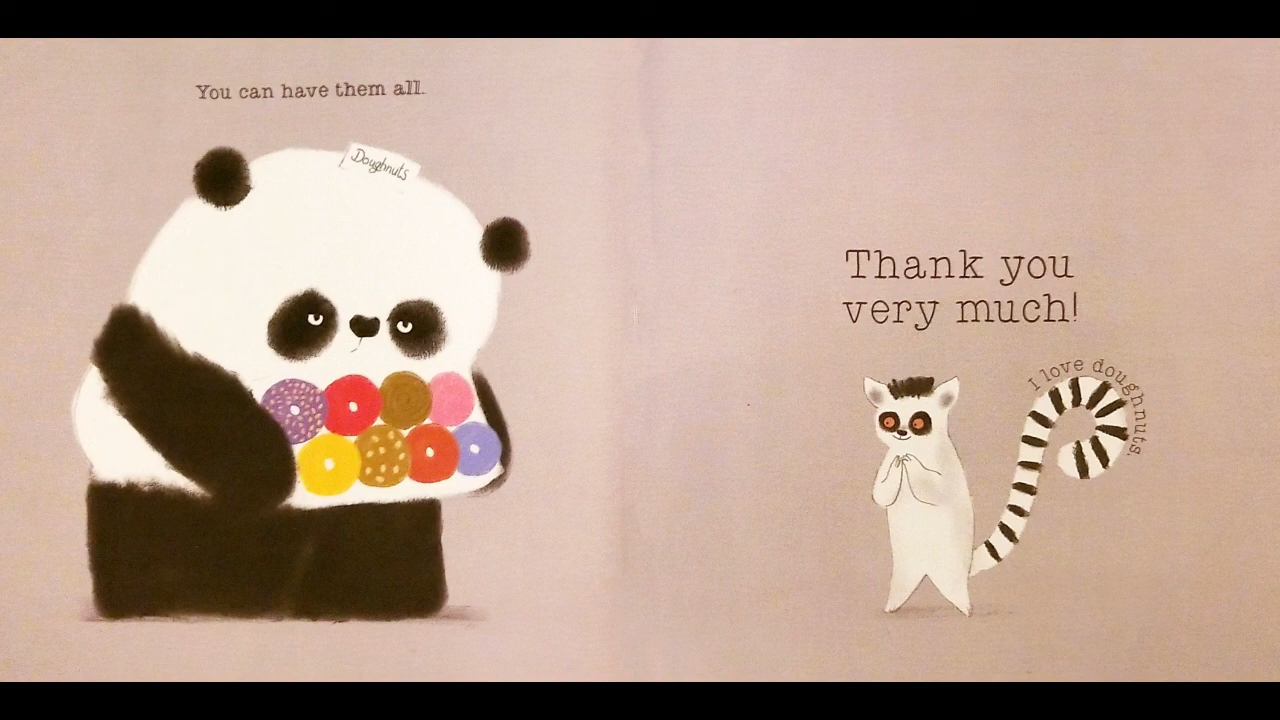 You can have them all.
Doughnuts
Thank you
very much!
I love doughnuts.